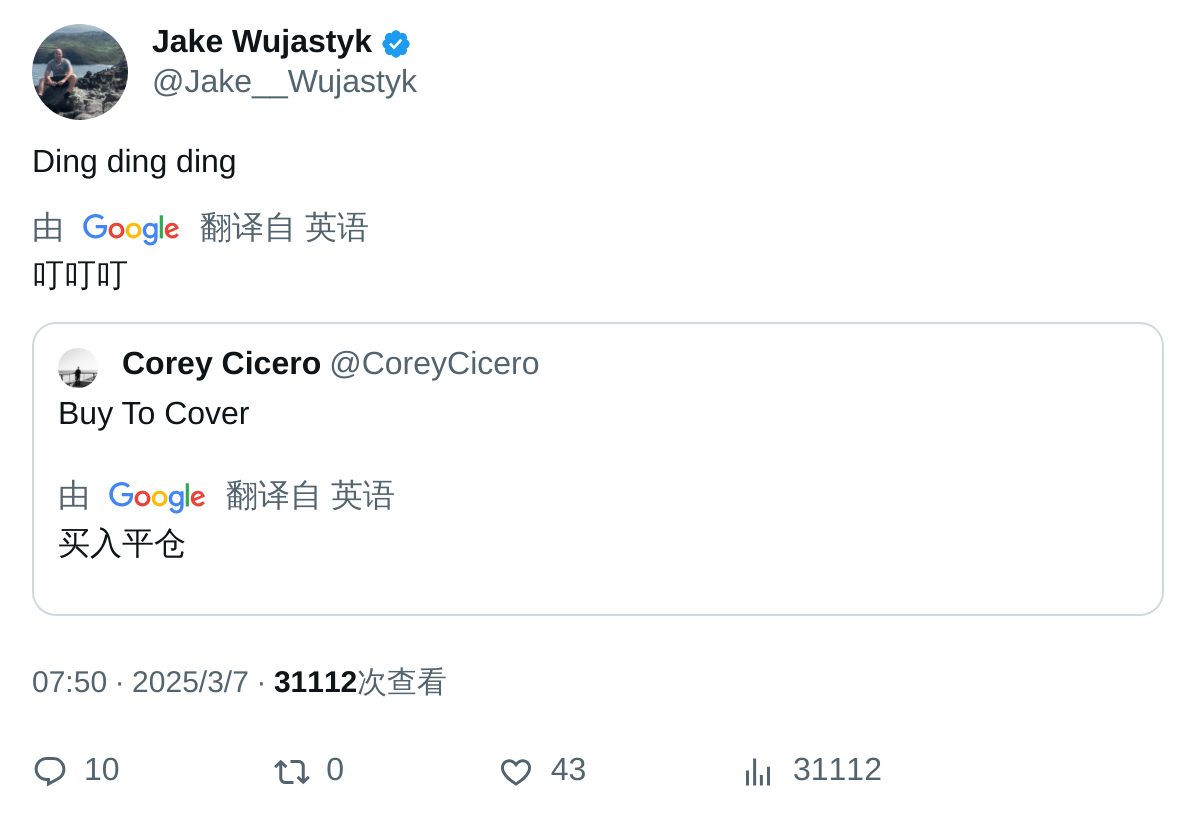 Jake Wujastyk
@Jake__Wujastyk
Ding ding ding
由 Google 翻译自 英语
叮叮叮
Corey Cicero @CoreyCicero
Buy To Cover
由 Google 翻译自 英语
买入平仓
07:50 · 2025/3/7 · 31112次查看
10 0 43 31112